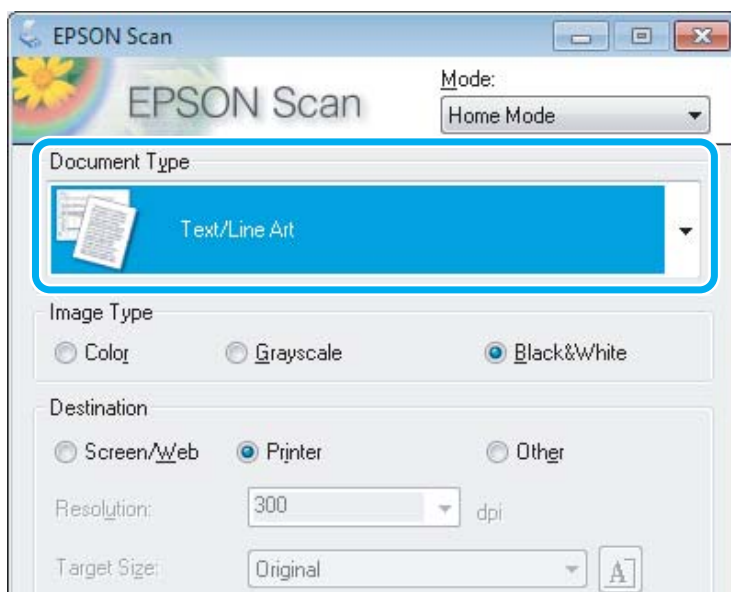 EPSON Scan
EPSON Scan
Mode:
Home Mode
Document Type
Text/Line Art
Image Type
Color Grayscale Black&White
Destination
Screen/Web Printer Other
Resolution: 300 dpi
Target Size: Original A